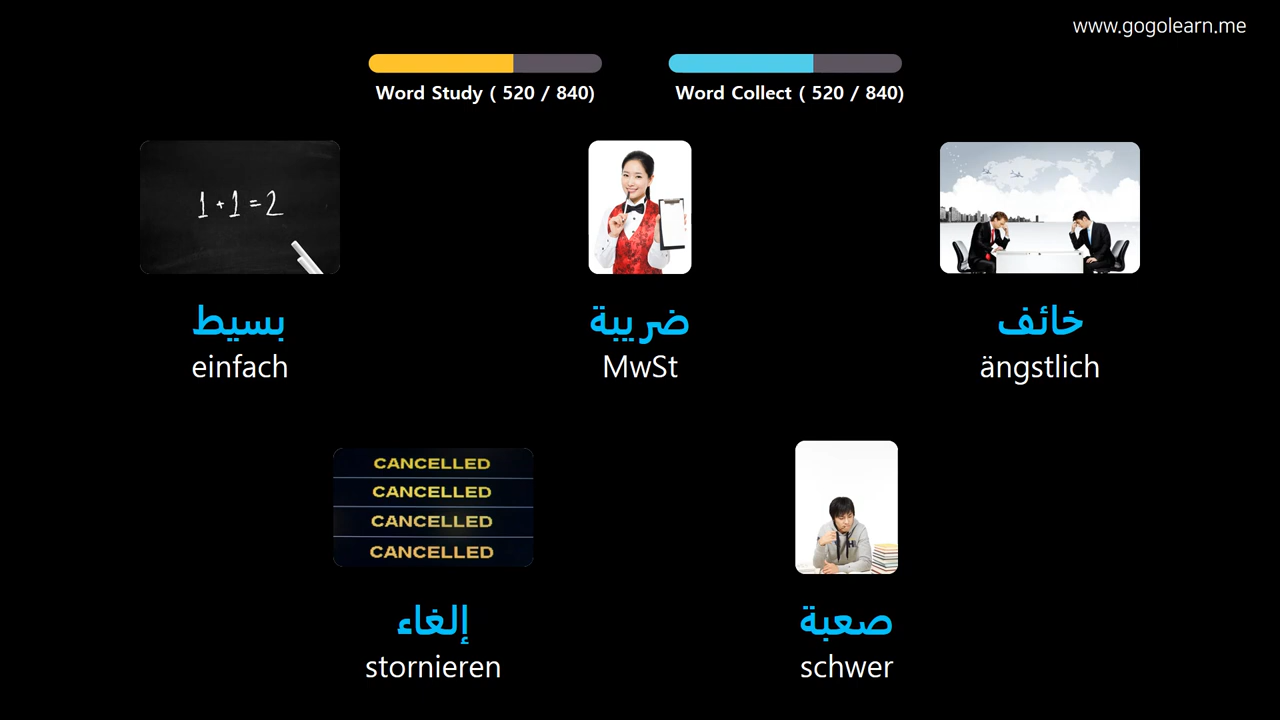 www.gogolearn.me
Word Study ( 520 / 840)
Word Collect ( 520 / 840)
1 + 1 = 2
بسيط
einfach
ضريبة
MwSt
خائف
ängstlich
CANCELLED
CANCELLED
CANCELLED
CANCELLED
إلغاء
stornieren
صعبة
schwer